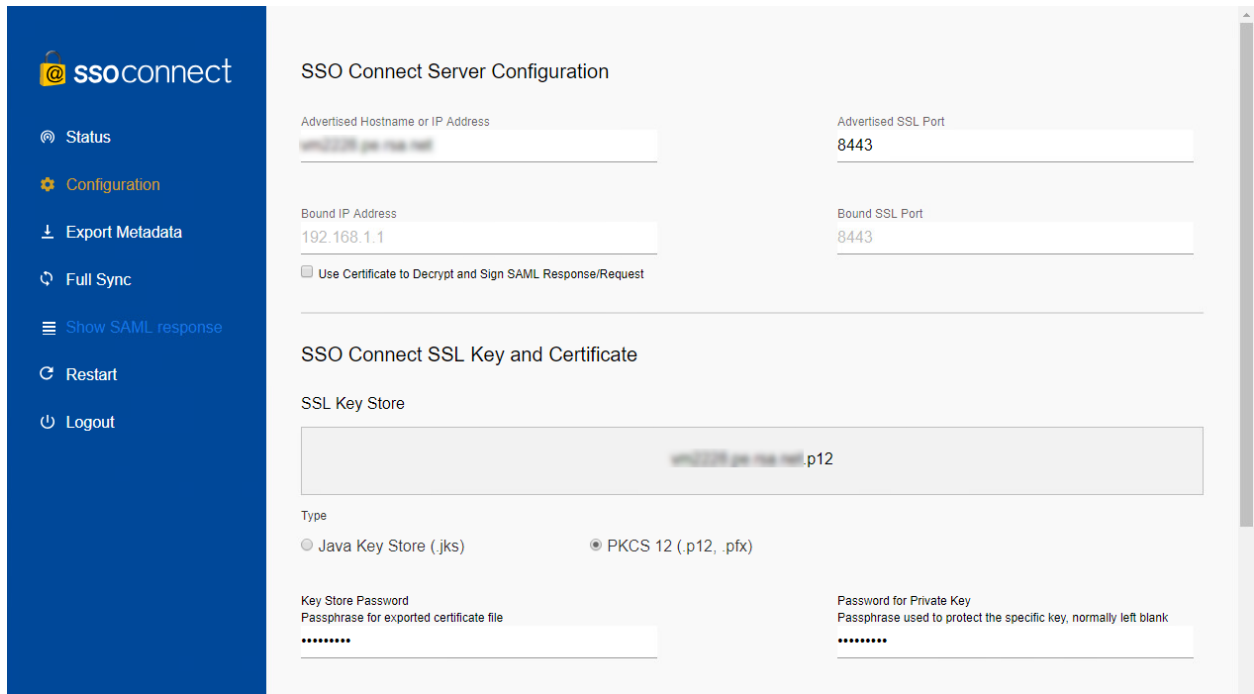 ssoconnect
Status
Configuration
Export Metadata
Full Sync
Show SAML response
Restart
Logout
SSO Connect Server Configuration
Advertised Hostname or IP Address
Advertised SSL Port
8443
Bound IP Address
192.168.1.1
Bound SSL Port
8443
Use Certificate to Decrypt and Sign SAML Response/Request
SSO Connect SSL Key and Certificate
SSL Key Store
.p12
Type
Java Key Store (.jks)
PKCS 12 (.p12, .pfx)
Key Store Password
Passphrase for exported certificate file
•••••••••
Password for Private Key
Passphrase used to protect the specific key, normally left blank
•••••••••